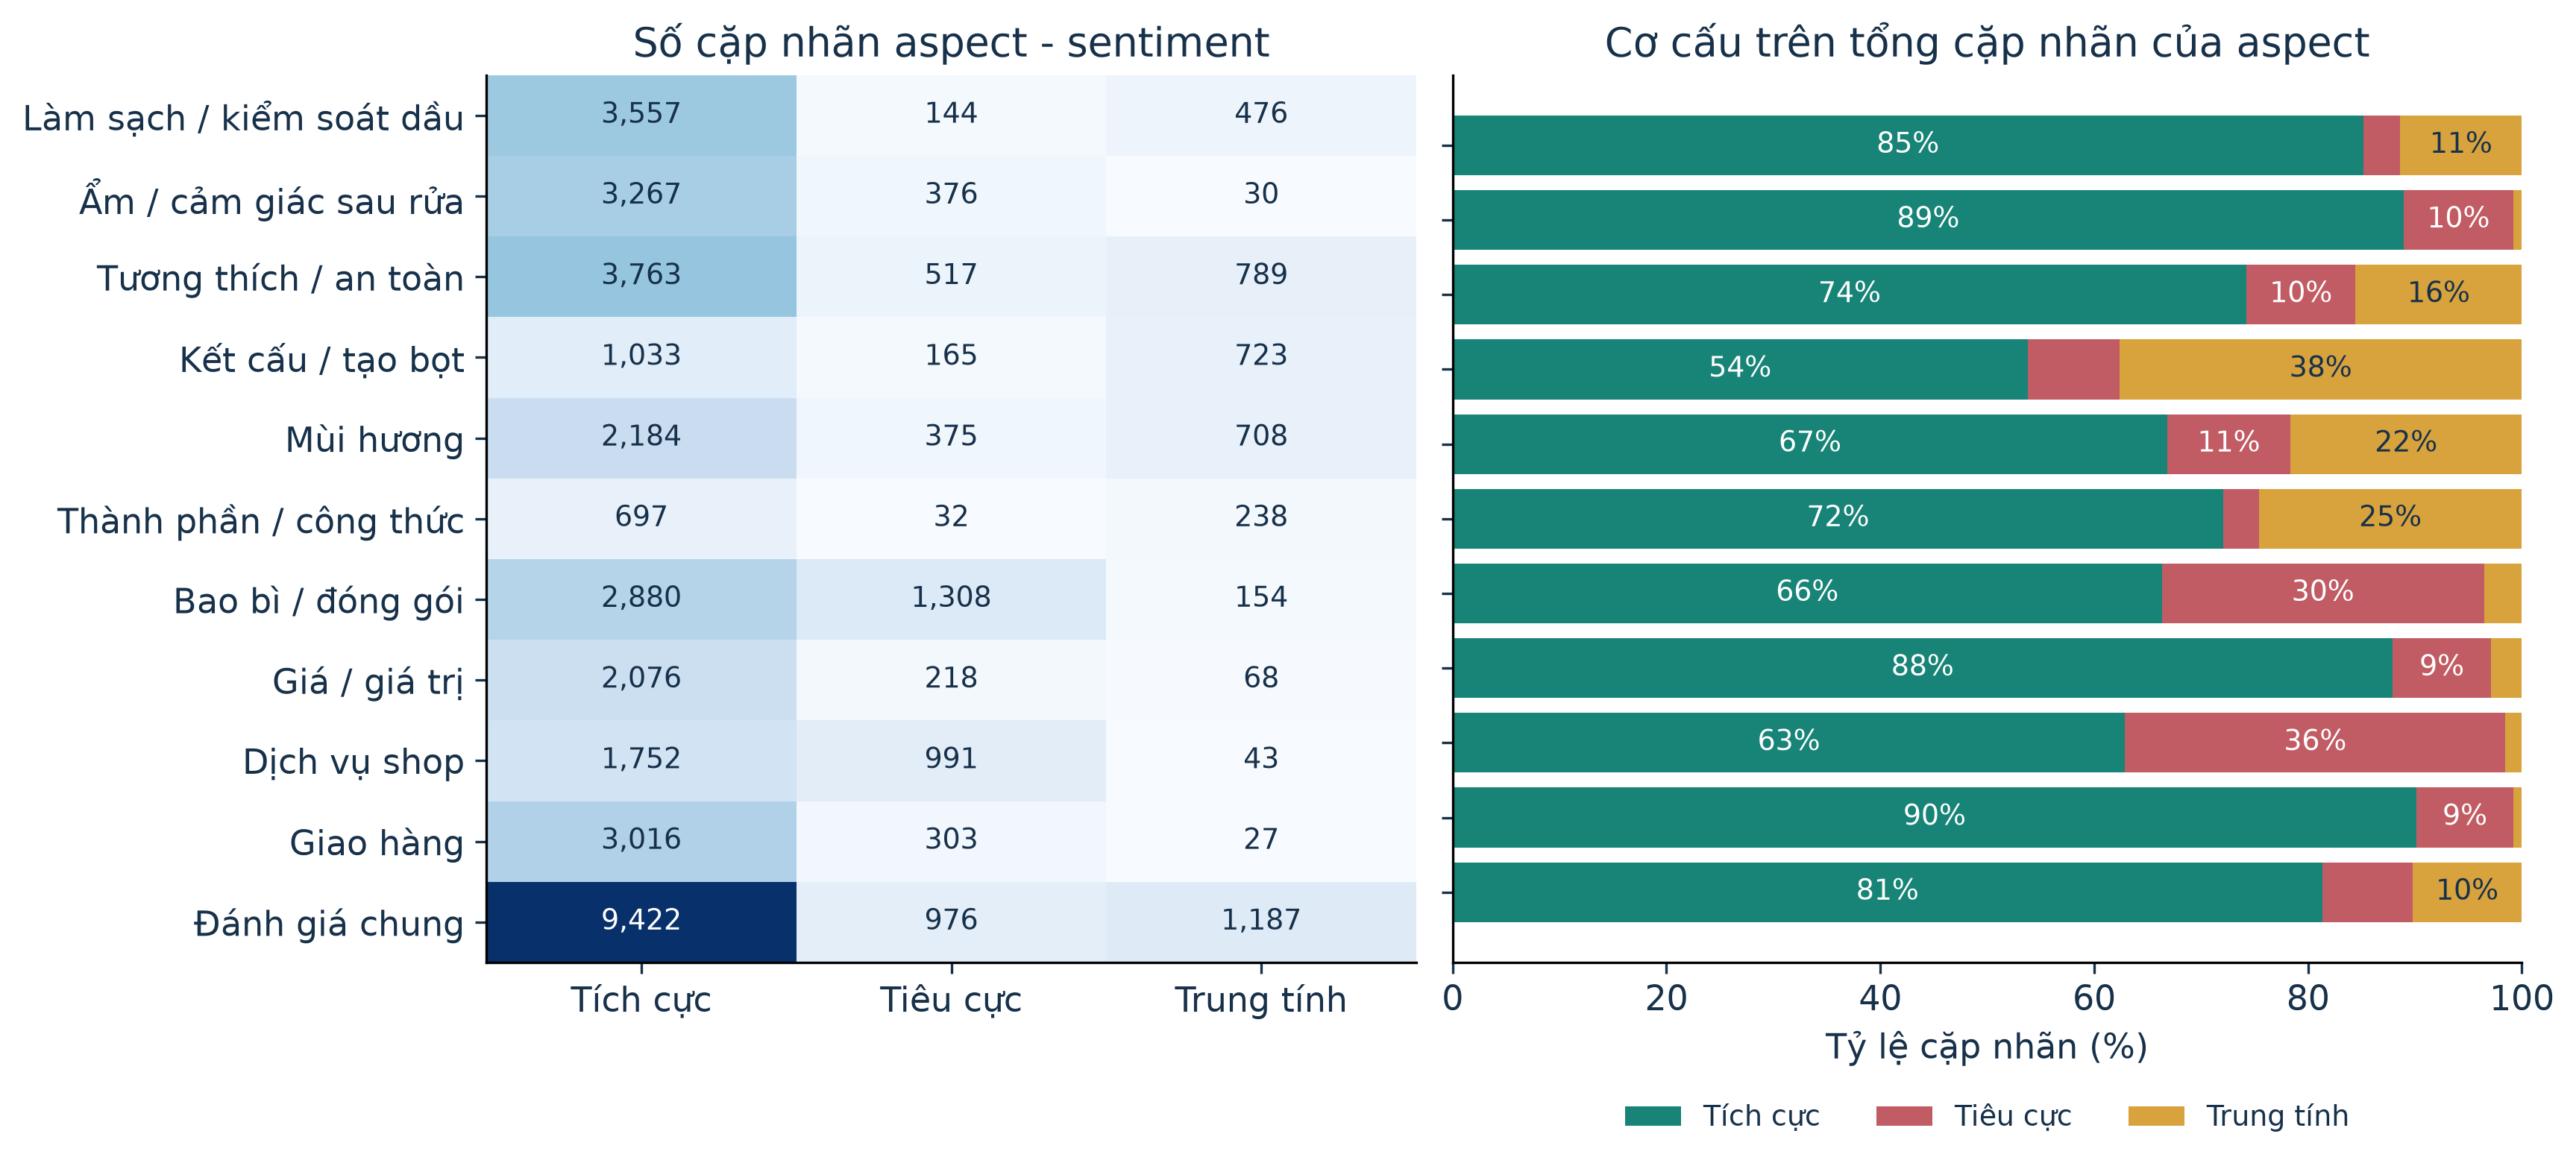 Số cặp nhãn aspect - sentiment
Cơ cấu trên tổng cặp nhãn của aspect
Làm sạch / kiểm soát dầu 3,557 144 476 85% 11%
Ẩm / cảm giác sau rửa 3,267 376 30 89% 10%
Tương thích / an toàn 3,763 517 789 74% 10% 16%
Kết cấu / tạo bọt 1,033 165 723 54% 38%
Mùi hương 2,184 375 708 67% 11% 22%
Thành phần / công thức 697 32 238 72% 25%
Bao bì / đóng gói 2,880 1,308 154 66% 30%
Giá / giá trị 2,076 218 68 88% 9%
Dịch vụ shop 1,752 991 43 63% 36%
Giao hàng 3,016 303 27 90% 9%
Đánh giá chung 9,422 976 1,187 81% 10%
Tích cực Tiêu cực Trung tính
0 20 40 60 80 100
Tỷ lệ cặp nhãn (%)
Tích cực Tiêu cực Trung tính